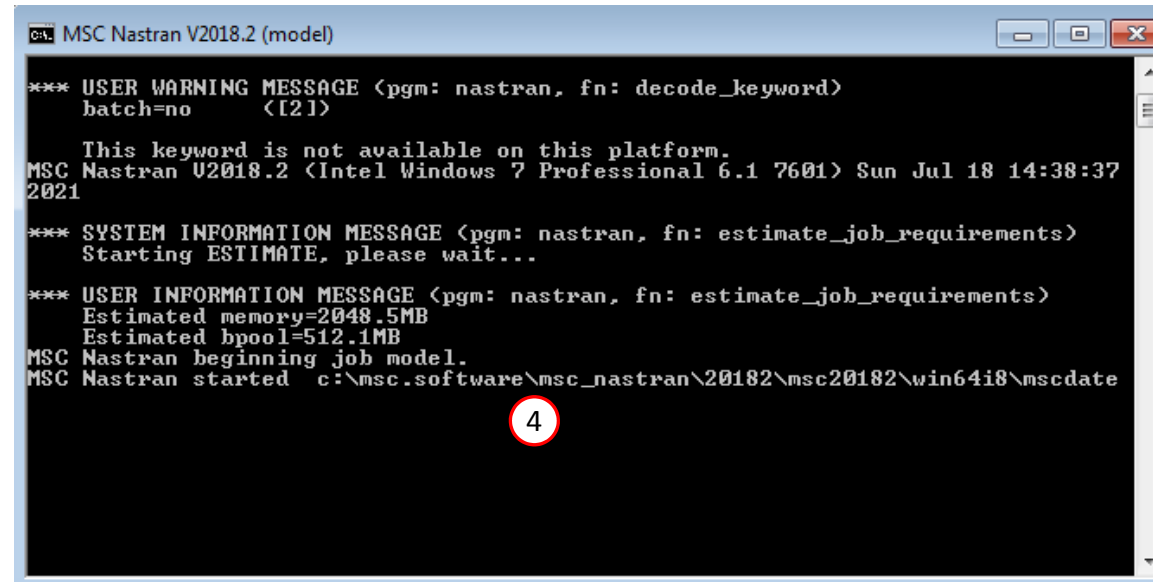 MSC Nastran V2018.2 (model)
*** USER WARNING MESSAGE (pgm: nastran, fn: decode_keyword)
batch=no ([2])
This keyword is not available on this platform.
MSC Nastran V2018.2 (Intel Windows 7 Professional 6.1 7601) Sun Jul 18 14:38:37
2021
*** SYSTEM INFORMATION MESSAGE (pgm: nastran, fn: estimate_job_requirements)
Starting ESTIMATE, please wait...
*** USER INFORMATION MESSAGE (pgm: nastran, fn: estimate_job_requirements)
Estimated memory=2048.5MB
Estimated bpool=512.1MB
MSC Nastran beginning job model.
MSC Nastran started c:\msc.software\msc_nastran\20182\msc20182\win64i8\mscdate
4